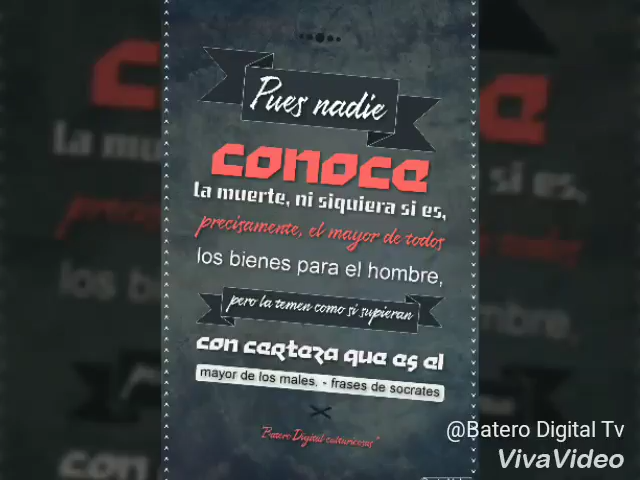 Pues nadie
conoce
la muerte, ni siquiera si es,
precisamente, el mayor de todos
los bienes para el hombre,
pero la temen como si supieran
con certeza que es el
mayor de los males. - frases de socrates
@Batero Digital Tv
VivaVideo